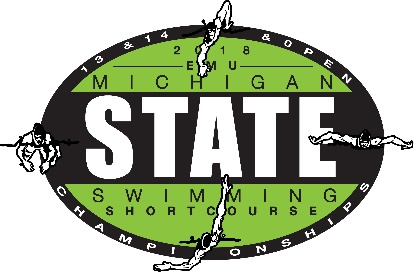 13 & 14 & OPEN
2018
EMU
MICHIGAN
STATE
SWIMMING
SHORTCOURSE
CHAMPIONSHIPS